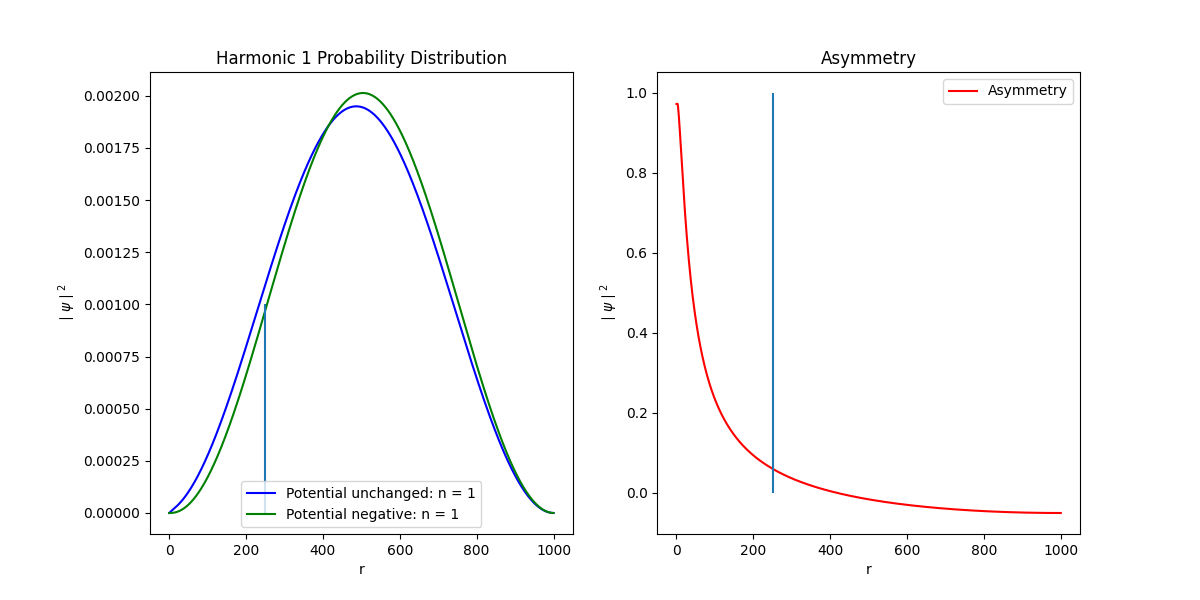 Harmonic 1 Probability Distribution
| ψ | ²
0.00200
0.00175
0.00150
0.00125
0.00100
0.00075
0.00050
0.00025
0.00000
Potential unchanged: n = 1
Potential negative: n = 1
0 200 400 600 800 1000
r
Asymmetry
| ψ | ²
1.0
0.8
0.6
0.4
0.2
0.0
Asymmetry
0 200 400 600 800 1000
r